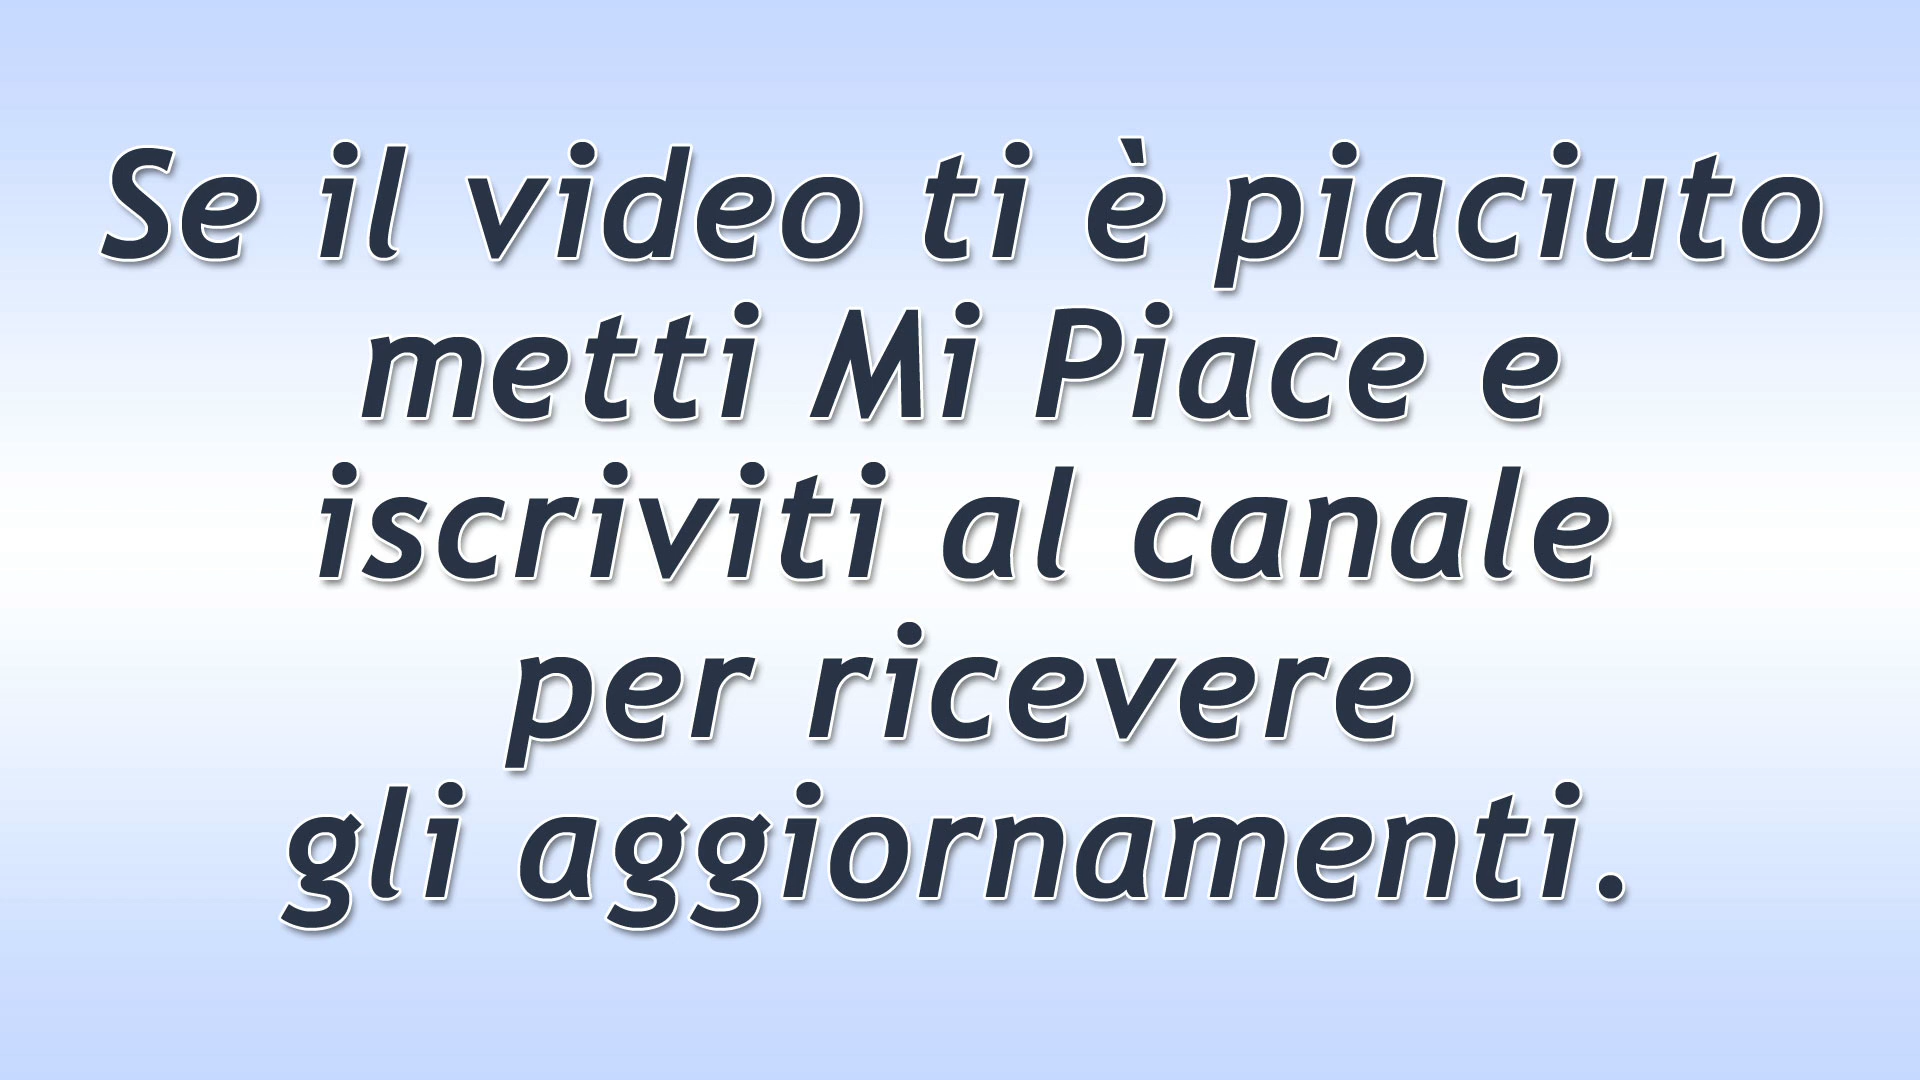 Se il video ti è piaciuto
metti Mi Piace e
iscriviti al canale
per ricevere
gli aggiornamenti.